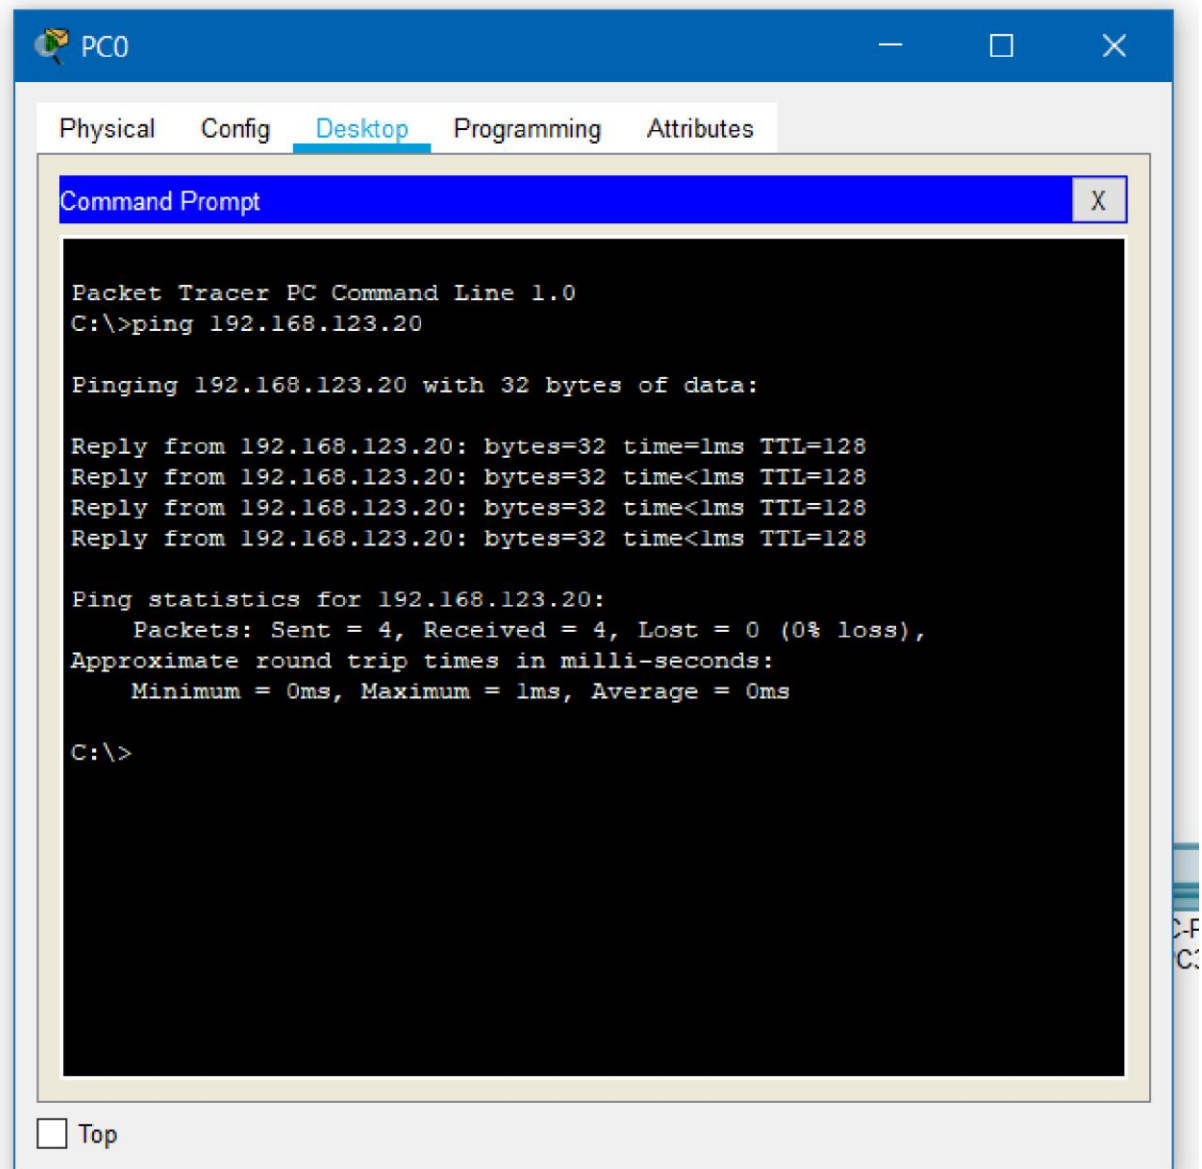 PC0
Physical Config Desktop Programming Attributes
Command Prompt X
Packet Tracer PC Command Line 1.0
C:\>ping 192.168.123.20
Pinging 192.168.123.20 with 32 bytes of data:
Reply from 192.168.123.20: bytes=32 time=1ms TTL=128
Reply from 192.168.123.20: bytes=32 time<1ms TTL=128
Reply from 192.168.123.20: bytes=32 time<1ms TTL=128
Reply from 192.168.123.20: bytes=32 time<1ms TTL=128
Ping statistics for 192.168.123.20:
Packets: Sent = 4, Received = 4, Lost = 0 (0% loss),
Approximate round trip times in milli-seconds:
Minimum = 0ms, Maximum = 1ms, Average = 0ms
C:\>
Top